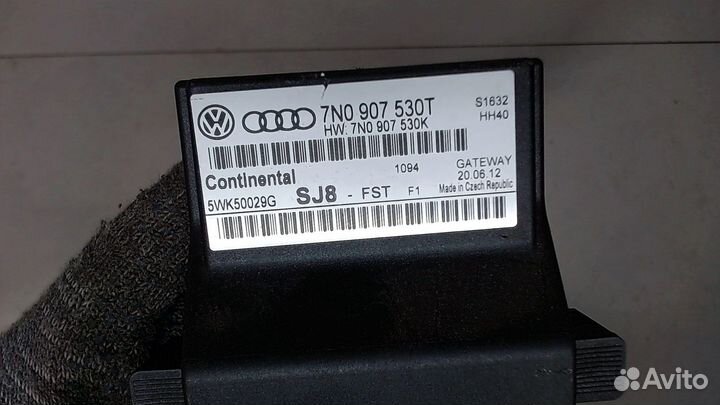 7N0 907 530T
HW: 7N0 907 530K
S1632
HH40
Continental
1094
GATEWAY
20.06.12
5WK50029G
SJ8 - FST F1
Made in Czech Republic
Avito